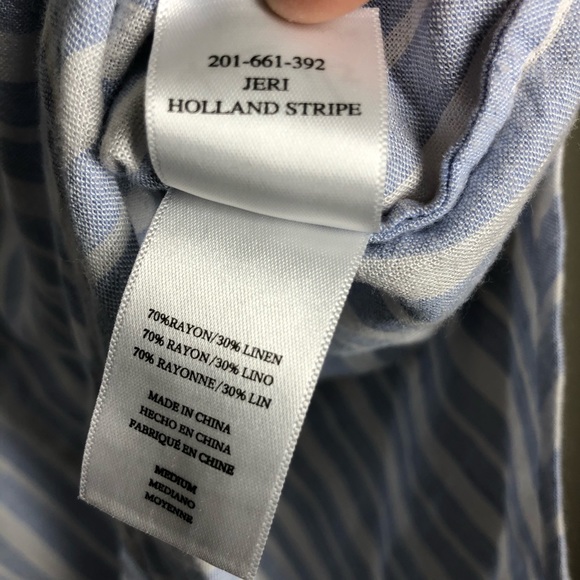 201-661-392
JERI
HOLLAND STRIPE
70%RAYON/30% LINEN
70% RAYON/30% LINO
70% RAYONNE/30% LIN
MADE IN CHINA
HECHO EN CHINA
FABRIQUÉ EN CHINE
MEDIUM
MEDIANO
MOYENNE